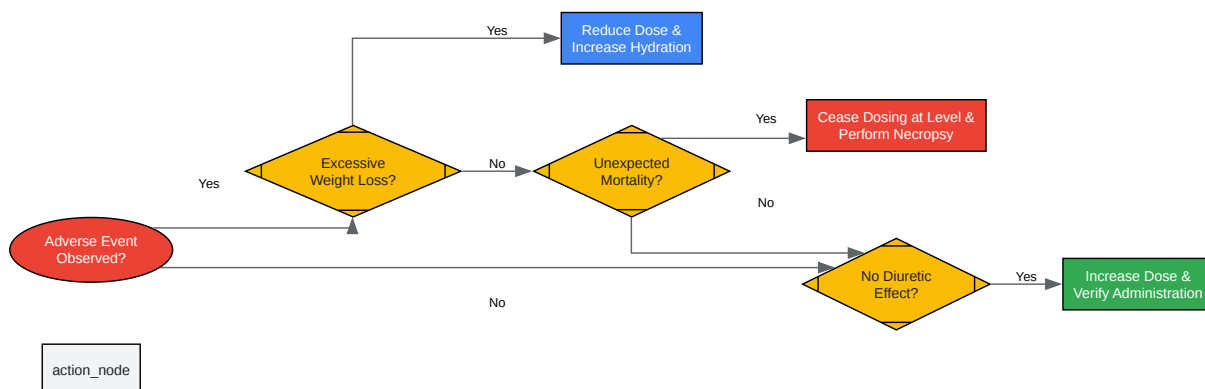 Yes
Reduce Dose &
Increase Hydration
Yes
Cease Dosing at Level &
Perform Necropsy
Excessive
Weight Loss?
No
Unexpected
Mortality?
Yes
No
Adverse Event
Observed?
No Diuretic
Effect?
Yes
Increase Dose &
Verify Administration
No
action_node